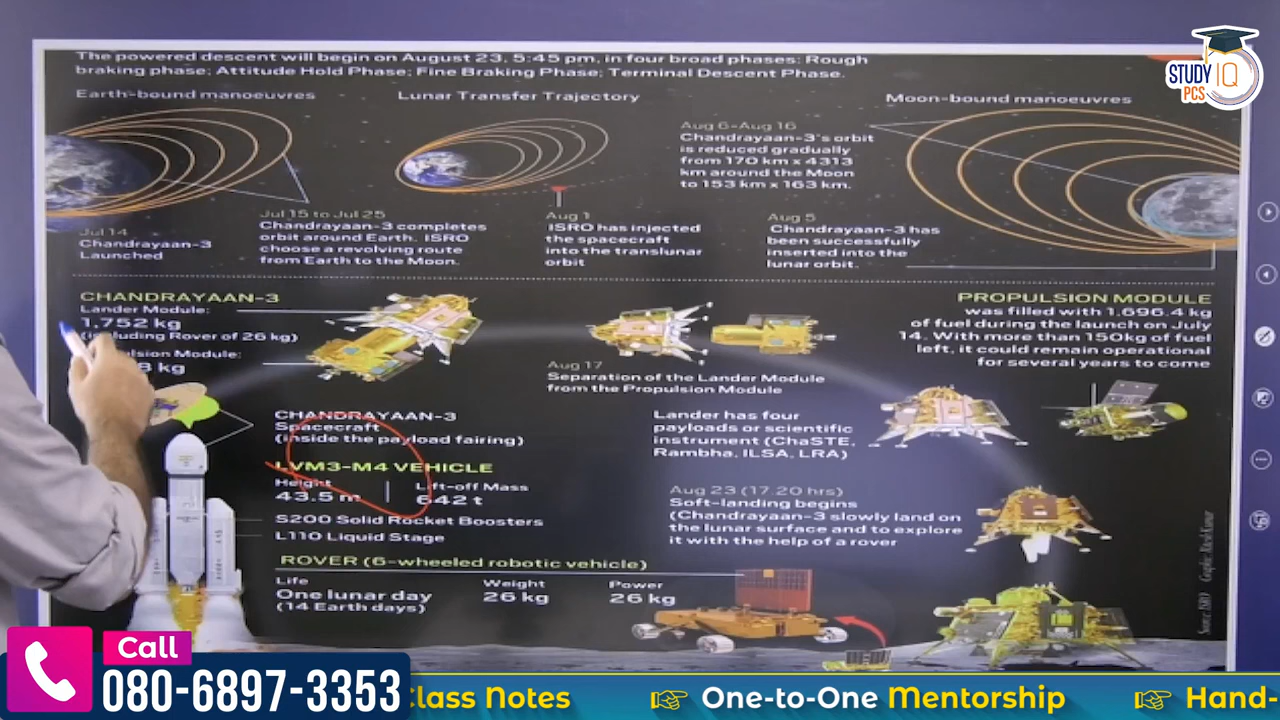 The powered descent will begin on August 23, 5:45 pm, in four broad phases: Rough
braking phase; Attitude Hold Phase; Fine Braking Phase; Terminal Descent Phase.
STUDY IQ
PCS
Earth-bound manoeuvres
Lunar Transfer Trajectory
Moon-bound manoeuvres
Aug 6-Aug 16
Chandrayaan-3's orbit
is reduced gradually
from 170 km x 4313
km around the Moon
to 153 km x 163 km.
Jul 14
Chandrayaan-3
Launched
Jul 15 to Jul 25
Chandrayaan-3 completes
orbit around Earth. ISRO
choose a revolving route
from Earth to the Moon.
Aug 1
ISRO has injected
the spacecraft
into the translunar
orbit
Aug 5
Chandrayaan-3 has
been successfully
inserted into the
lunar orbit.
CHANDRAYAAN-3
Lander Module:
1,752 kg
(including Rover of 26 kg)
ulsion Module:
8 kg
Aug 17
Separation of the Lander Module
from the Propulsion Module
PROPULSION MODULE
was filled with 1,696.4 kg
of fuel during the launch on July
14. With more than 150kg of fuel
left, it could remain operational
for several years to come
CHANDRAYAAN-3
Spacecraft
(inside the payload fairing)
LVM3-M4 VEHICLE
Height
43.5 m
Lift-off Mass
642 t
S200 Solid Rocket Boosters
L110 Liquid Stage
Lander has four
payloads or scientific
instrument (ChaSTE,
Rambha, ILSA, LRA)
Aug 23 (17.20 hrs)
Soft-landing begins
(Chandrayaan-3 slowly land on
the lunar surface and to explore
it with the help of a rover
ROVER (6-wheeled robotic vehicle)
Life
One lunar day
(14 Earth days)
Weight
26 kg
Power
26 kg
Source: ISRO Graphic: Ritesh Kumar
Call
080-6897-3353
Class Notes
One-to-One Mentorship
Hand-